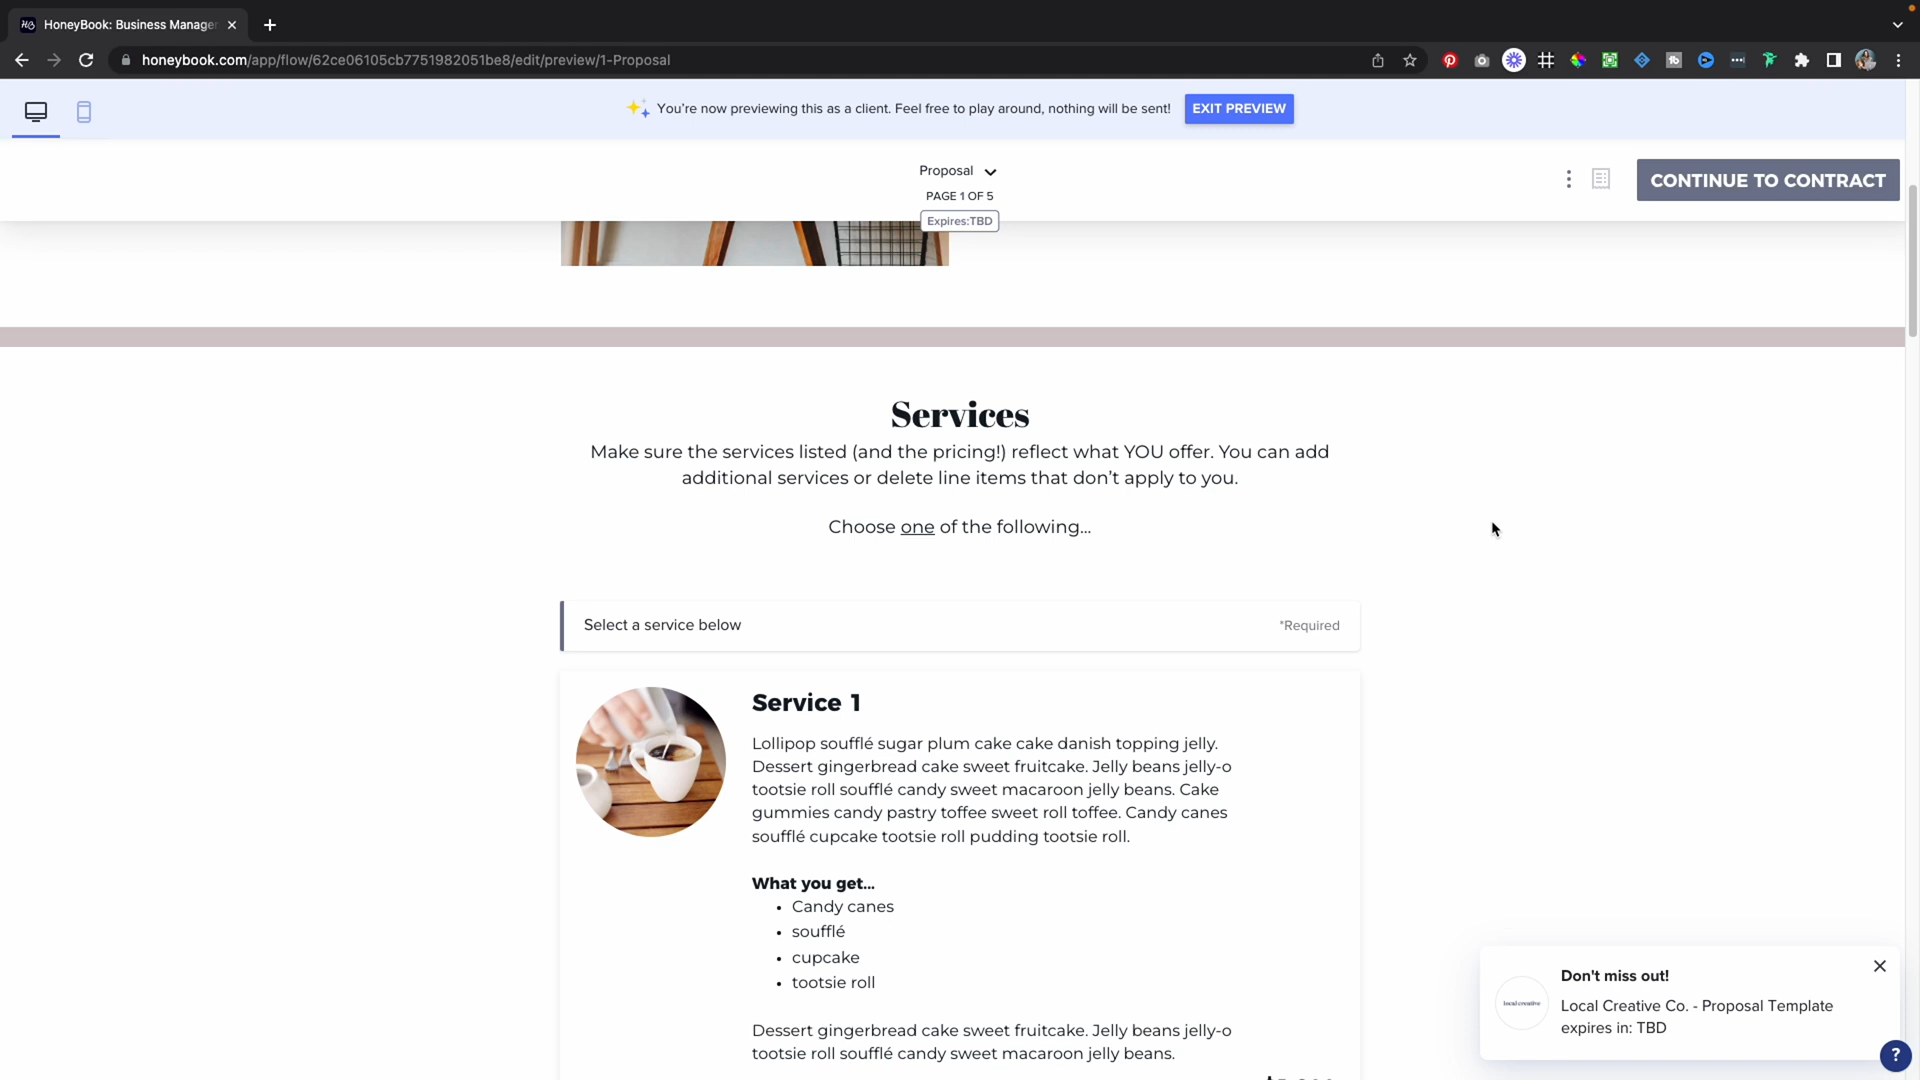 HoneyBook: Business Manager
honeybook.com/app/flow/62ce06105cb7751982051be8/edit/preview/1-Proposal
You're now previewing this as a client. Feel free to play around, nothing will be sent!
EXIT PREVIEW
Proposal
PAGE 1 OF 5
Expires:TBD
CONTINUE TO CONTRACT
Services
Make sure the services listed (and the pricing!) reflect what YOU offer. You can add
additional services or delete line items that don't apply to you.
Choose one of the following...
Select a service below
*Required
Service 1
Lollipop soufflé sugar plum cake cake danish topping jelly.
Dessert gingerbread cake sweet fruitcake. Jelly beans jelly-o
tootsie roll soufflé candy sweet macaroon jelly beans. Cake
gummies candy pastry toffee sweet roll toffee. Candy canes
soufflé cupcake tootsie roll pudding tootsie roll.
What you get...
• Candy canes
• soufflé
• cupcake
• tootsie roll
Dessert gingerbread cake sweet fruitcake. Jelly beans jelly-o
tootsie roll soufflé candy sweet macaroon jelly beans.
Don't miss out!
local creative
Local Creative Co. - Proposal Template
expires in: TBD
?